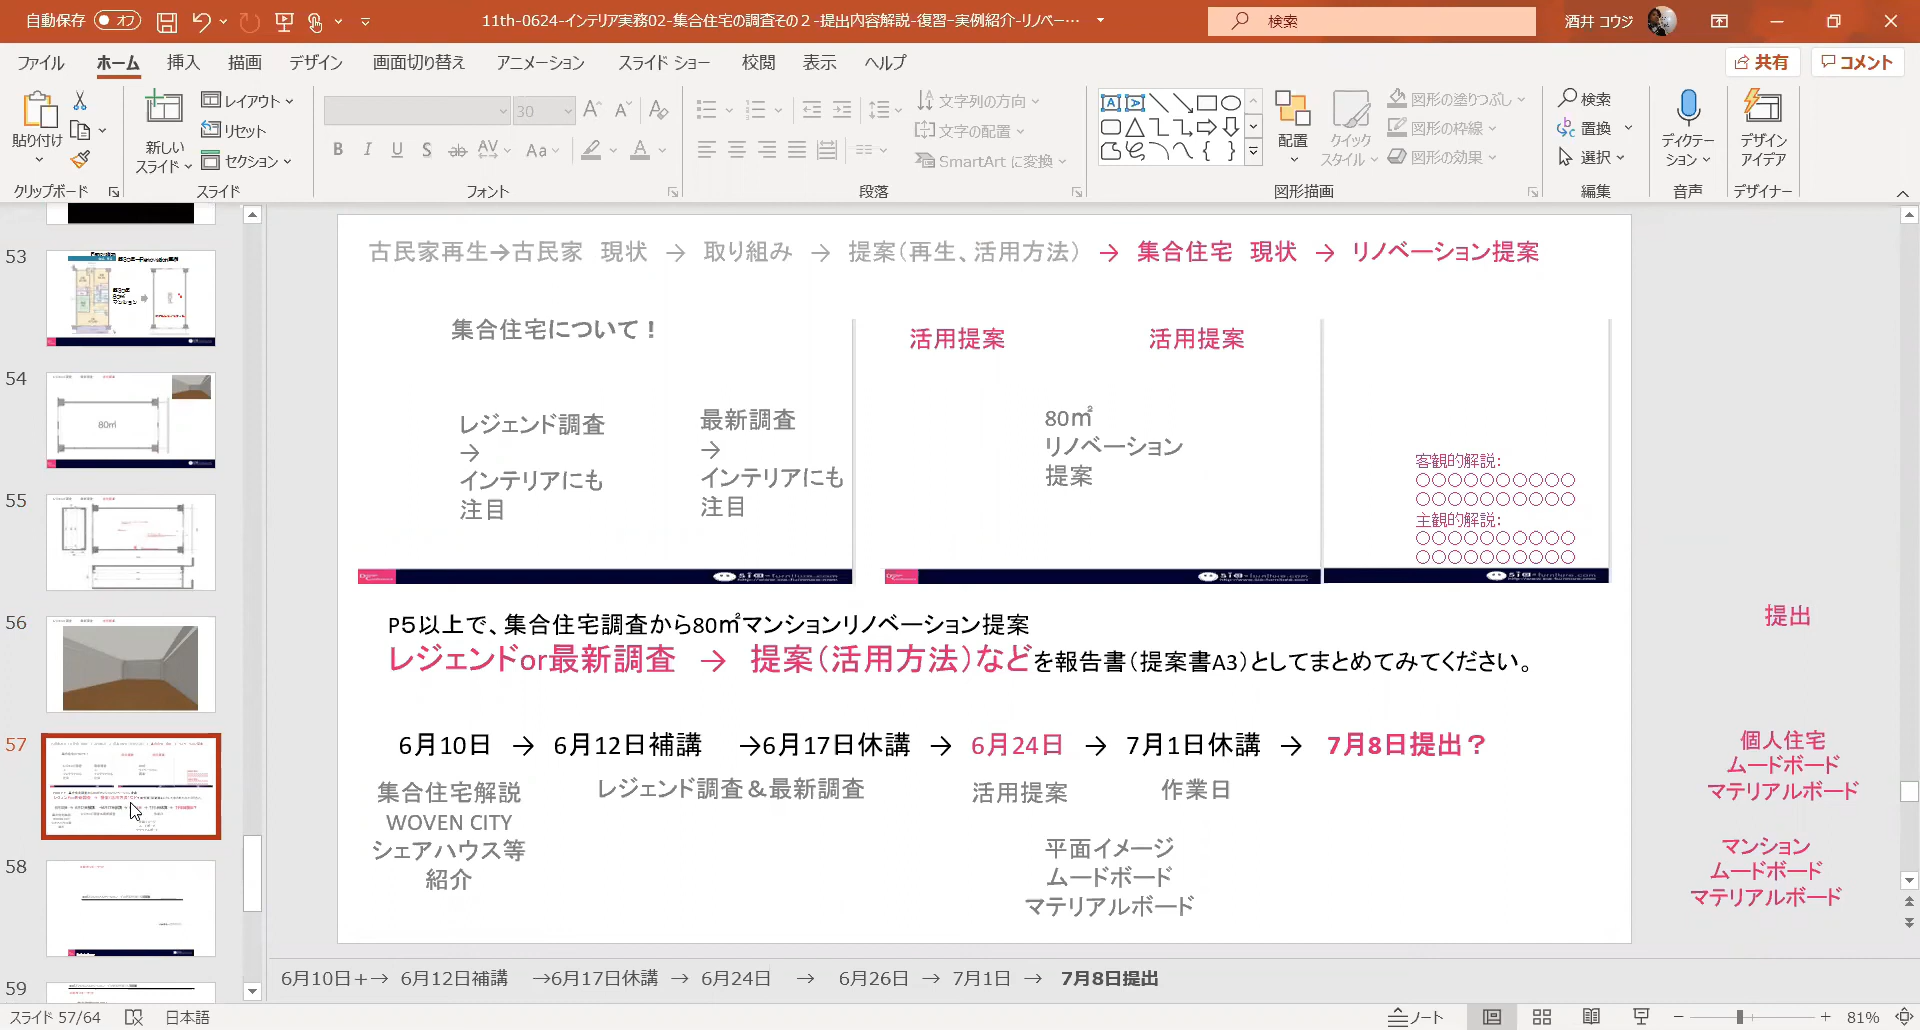 自動保存 オフ
11th-0624-インテリア実務02-集合住宅の調査その２-提出内容解説-復習-実例紹介-リノベー…
検索
酒井 コウジ
ファイル ホーム 挿入 描画 デザイン 画面切り替え アニメーション スライド ショー 校閲 表示 ヘルプ
共有 コメント
貼り付け
新しい
スライド
レイアウト
リセット
セクション
30
B I U S ab AV Aa A
文字列の方向
文字の配置
SmartArt に変換
配置
クイック
スタイル
図形の塗りつぶし
図形の枠線
図形の効果
検索
置換
選択
ディクテー
ション
デザイン
アイデア
クリップボード スライド フォント 段落 図形描画 編集 音声 デザイナー
53
54
80㎡
55
56
57
58
59
古民家再生→古民家 現状 → 取り組み → 提案（再生、活用方法） → 集合住宅 現状 → リノベーション提案
集合住宅について！
活用提案 活用提案
レジェンド調査
→
インテリアにも
注目
最新調査
→
インテリアにも
注目
80㎡
リノベーション
提案
客観的解説：
○○○○○○○○○○
○○○○○○○○○○
主観的解説：
○○○○○○○○○○
○○○○○○○○○○
P５以上で、集合住宅調査から80㎡マンションリノベーション提案
レジェンドor最新調査 → 提案（活用方法）などを報告書（提案書A3）としてまとめてみてください。
6月10日 → 6月12日補講 →6月17日休講 → 6月24日 → 7月1日休講 → 7月8日提出？
集合住宅解説
WOVEN CITY
シェアハウス等
紹介
レジェンド調査＆最新調査
活用提案
作業日
平面イメージ
ムードボード
マテリアルボード
提出
個人住宅
ムードボード
マテリアルボード
マンション
ムードボード
マテリアルボード
6月10日＋→ 6月12日補講 →6月17日休講 → 6月24日 → 6月26日 → 7月1日 → 7月8日提出
スライド 57/64 日本語 ノート 81%